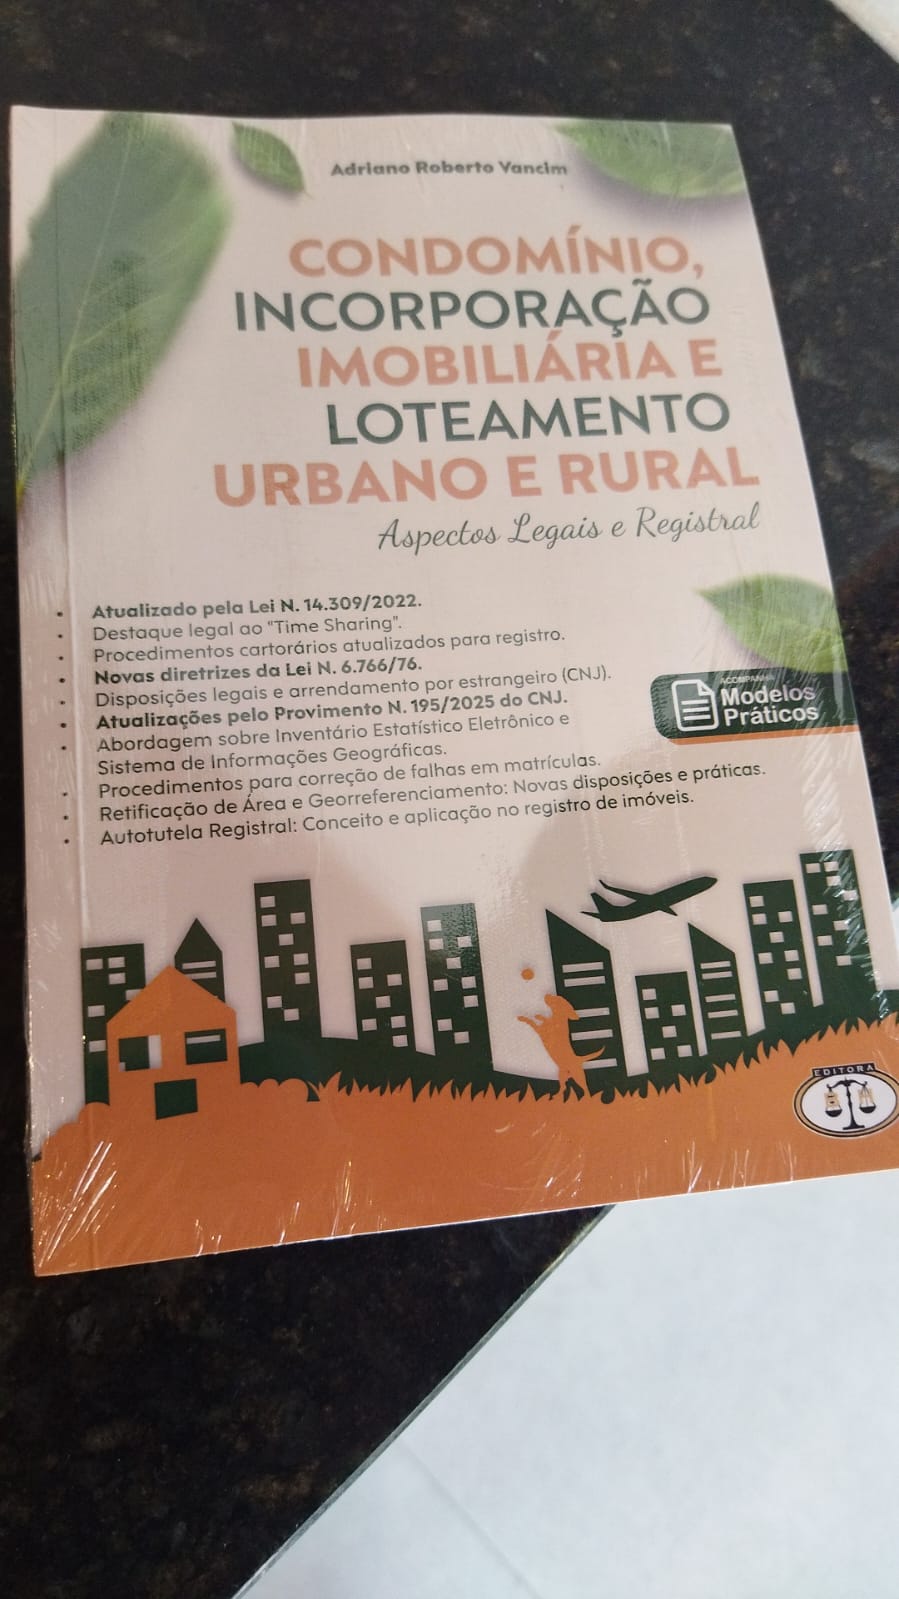 Adriano Roberto Vancim
CONDOMÍNIO,
INCORPORAÇÃO
IMOBILIÁRIA E
LOTEAMENTO
URBANO E RURAL
Aspectos Legais e Registral
• Atualizado pela Lei N. 14.309/2022.
• Destaque legal ao "Time Sharing".
• Procedimentos cartorários atualizados para registro.
• Novas diretrizes da Lei N. 6.766/76.
• Disposições legais e arrendamento por estrangeiro (CNJ).
• Atualizações pelo Provimento N. 195/2025 do CNJ.
• Abordagem sobre Inventário Estatístico Eletrônico e
Sistema de Informações Geográficas.
• Procedimentos para correção de falhas em matrículas.
• Retificação de Área e Georreferenciamento: Novas disposições e práticas.
• Autotutela Registral: Conceito e aplicação no registro de imóveis.
ACOMPANHA
Modelos
Práticos
EDITORA